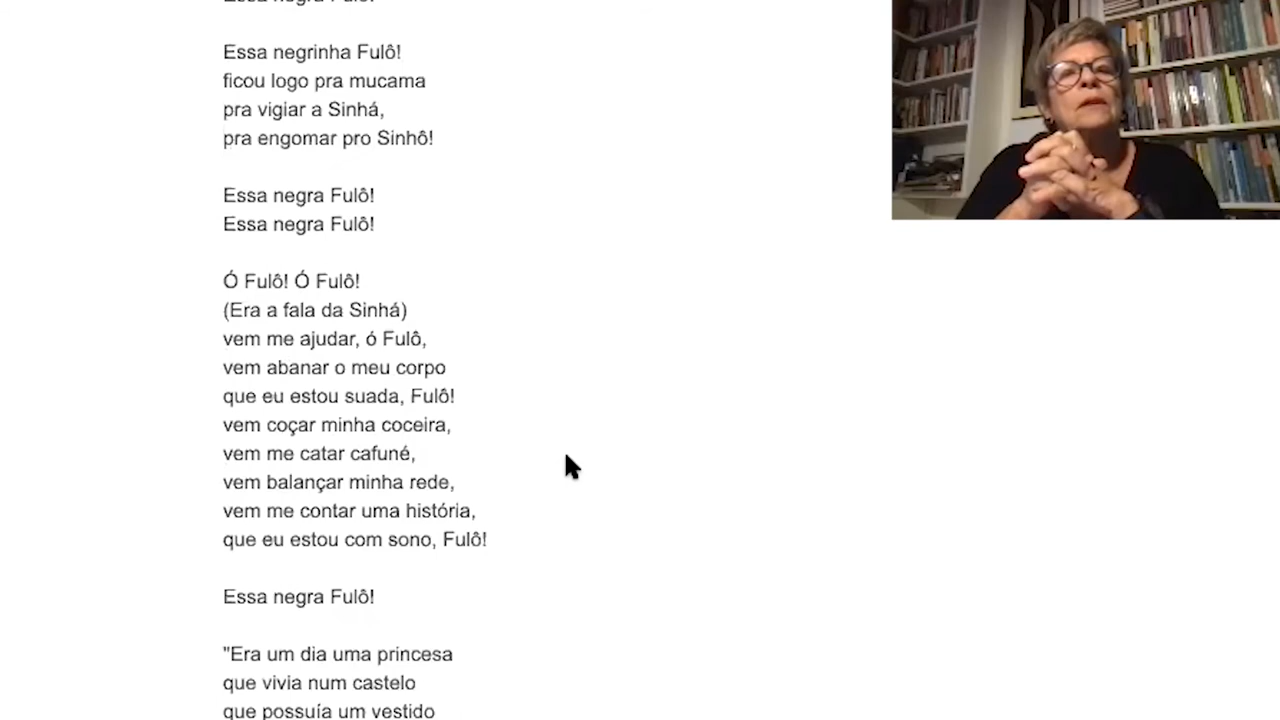 Essa negra Fulô!
Essa negrinha Fulô!
ficou logo pra mucama
pra vigiar a Sinhá,
pra engomar pro Sinhô!
Essa negra Fulô!
Essa negra Fulô!
Ó Fulô! Ó Fulô!
(Era a fala da Sinhá)
vem me ajudar, ó Fulô,
vem abanar o meu corpo
que eu estou suada, Fulô!
vem coçar minha coceira,
vem me catar cafuné,
vem balançar minha rede,
vem me contar uma história,
que eu estou com sono, Fulô!
Essa negra Fulô!
"Era um dia uma princesa
que vivia num castelo
que possuía um vestido